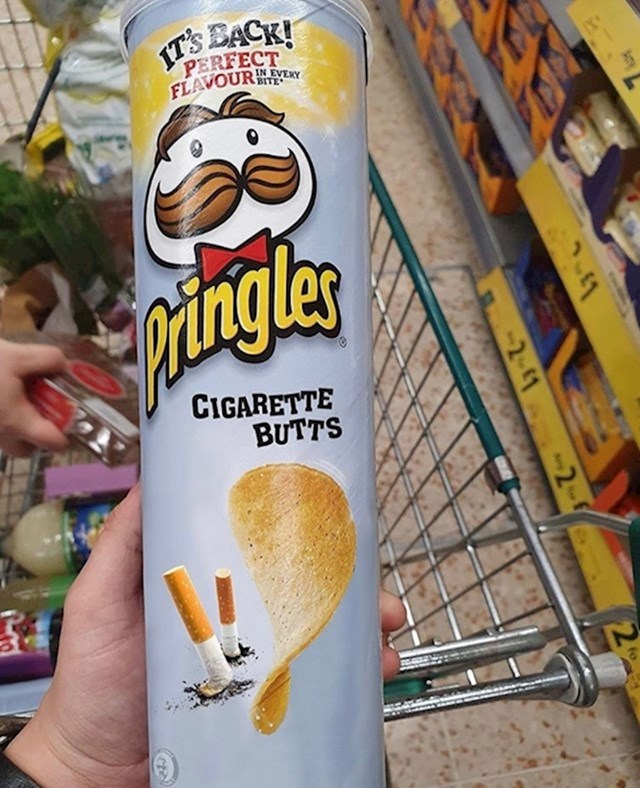 IT'S BACK!
PERFECT
FLAVOUR IN EVERY
BITE*
Pringles
CIGARETTE
BUTTS